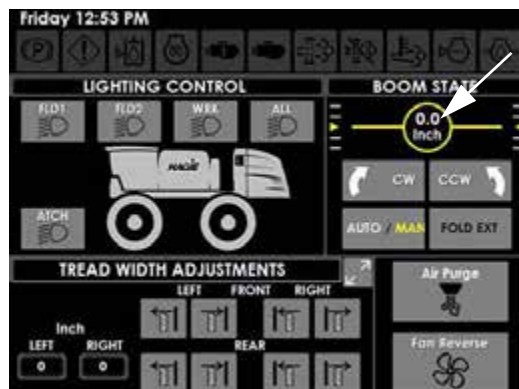 Friday 12:53 PM
LIGHTING CONTROL
FLD1 FLD2 WRK ALL
HAGIE
ATCH
BOOM STATE
0.0
Inch
CW CCW
AUTO / MAN FOLD EXT
TREAD WIDTH ADJUSTMENTS
LEFT FRONT RIGHT
Inch
LEFT RIGHT
REAR
0 0
Air Purge
Fan Reverse